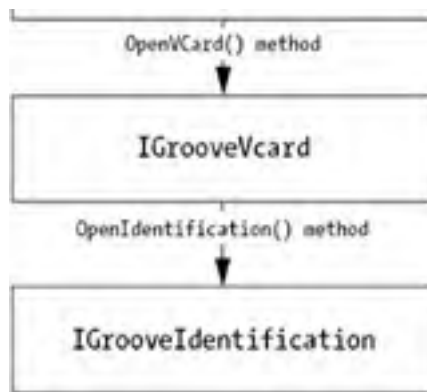 OpenVCard() method
IGrooveVcard
OpenIdentification() method
IGrooveIdentification